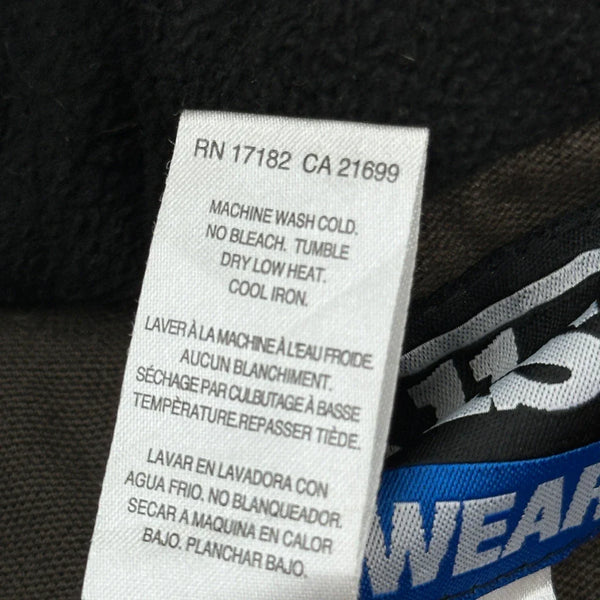 RN 17182 CA 21699
MACHINE WASH COLD.
NO BLEACH. TUMBLE
DRY LOW HEAT.
COOL IRON.
LAVER À LA MACHINE À L'EAU FROIDE.
AUCUN BLANCHIMENT.
SÉCHAGE PAR CULBUTAGE À BASSE
TEMPÈRATURE.REPASSER TIÈDE.
LAVAR EN LAVADORA CON
AGUA FRIO. NO BLANQUEADOR.
SECAR A MAQUINA EN CALOR
BAJO. PLANCHAR BAJO.
WEAR